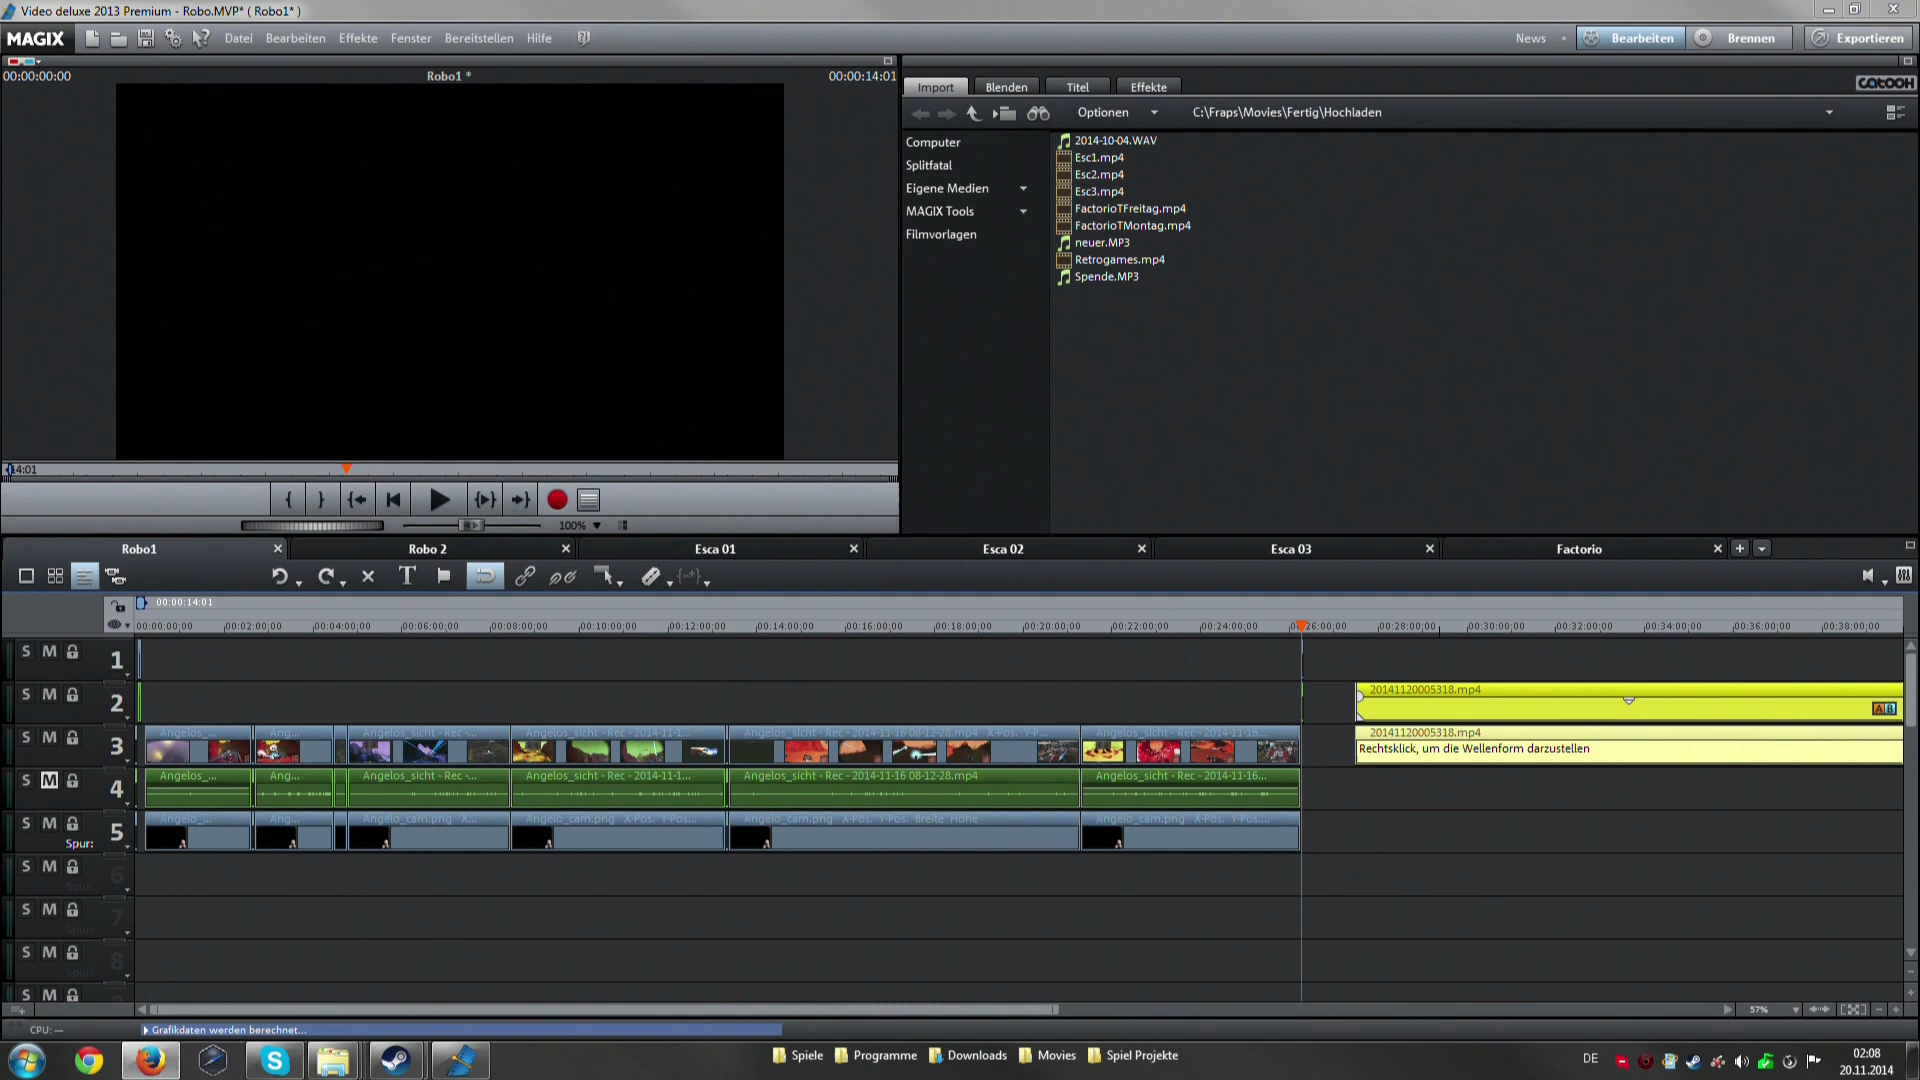 Video deluxe 2013 Premium - Robo.MVP* ( Robo1* )
MAGIX
Datei Bearbeiten Effekte Fenster Bereitstellen Hilfe
News Bearbeiten Brennen Exportieren
00:00:00:00 Robo1 * 00:00:14:01
Import Blenden Titel Effekte catooh
Optionen C:\Fraps\Movies\Fertig\Hochladen
Computer
Splitfatal
Eigene Medien
MAGIX Tools
Filmvorlagen
2014-10-04.WAV
Esc1.mp4
Esc2.mp4
Esc3.mp4
FactorioTFreitag.mp4
FactorioTMontag.mp4
neuer.MP3
Retrogames.mp4
Spende.MP3
14:01
100%
Robo1 Robo 2 Esca 01 Esca 02 Esca 03 Factorio
00:00:14:01
00:00:00:00 00:02:00:00 00:04:00:00 00:06:00:00 00:08:00:00 00:10:00:00 00:12:00:00 00:14:00:00 00:16:00:00 00:18:00:00 00:20:00:00 00:22:00:00 00:24:00:00 00:26:00:00 00:28:00:00 00:30:00:00 00:32:00:00 00:34:00:00 00:36:00:00 00:38:00:00
S M 1
S M 2 20141120005318.mp4 A B
S M 3 Angelos_... Ang... Angelos_sicht - Rec -... Angelos_sicht - Rec - 2014-11-1... Angelos_sicht - Rec - 2014-11-16 08-12-28.mp4 X-Pos. Y-P... Angelos_sicht - Rec - 2014-11-16... 20141120005318.mp4
Rechtsklick, um die Wellenform darzustellen
S M 4 Angelos_... Ang... Angelos_sicht - Rec -... Angelos_sicht - Rec - 2014-11-1... Angelos_sicht - Rec - 2014-11-16 08-12-28.mp4 Angelos_sicht - Rec - 2014-11-16...
S M 5 Angelo_... Ang... Angelo_cam.png X... Angelo_cam.png X-Pos. Y-Pos... Angelo_cam.png X-Pos. Y-Pos. Breite Höhe Angelo_cam.png X-Pos. Y-Pos....
Spur:
S M 6
Spur:
S M 7
Spur:
S M 8
Spur:
S M
57%
CPU: — Grafikdaten werden berechnet...
Spiele Programme Downloads Movies Spiel Projekte DE 02:08
20.11.2014